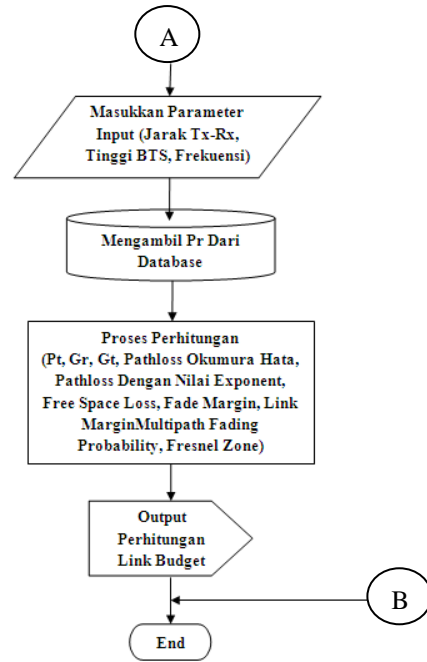 A
Masukkan Parameter
Input (Jarak Tx-Rx,
Tinggi BTS, Frekuensi)
Mengambil Pr Dari
Database
Proses Perhitungan
(Pt, Gr, Gt, Pathloss Okumura Hata,
Pathloss Dengan Nilai Exponent,
Free Space Loss, Fade Margin, Link
MarginMultipath Fading
Probability, Fresnel Zone)
Output
Perhitungan
Link Budget
B
End